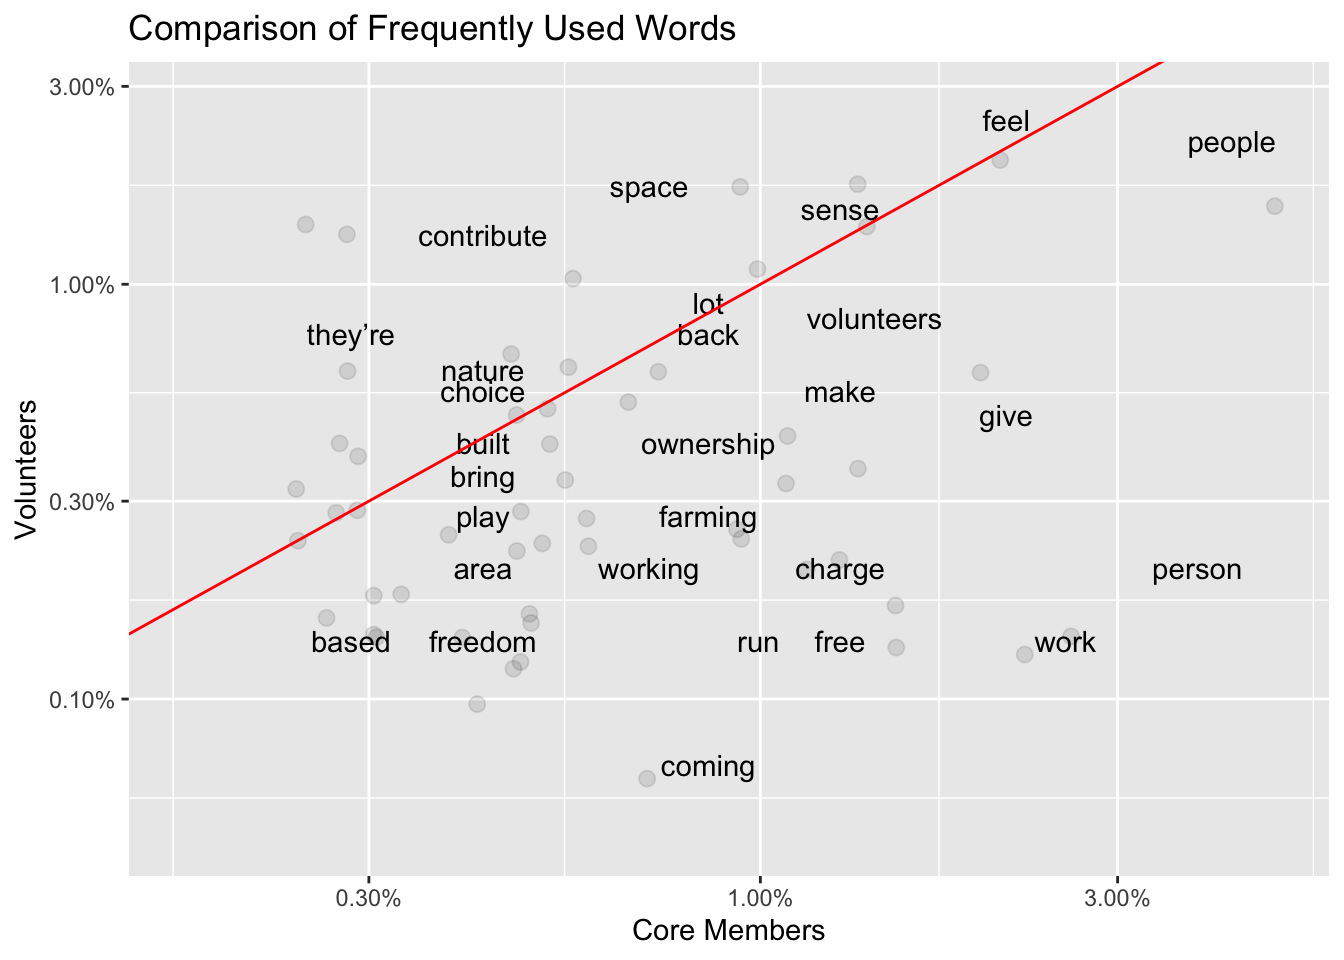 Comparison of Frequently Used Words
3.00%
feel
people
space
sense
contribute
1.00%
lot
volunteers
they’re
back
nature
choice
make
give
built
ownership
bring
0.30%
play
farming
area
working
charge
person
based
freedom
run
free
work
0.10%
coming
0.30%
1.00%
3.00%
Core Members
Volunteers